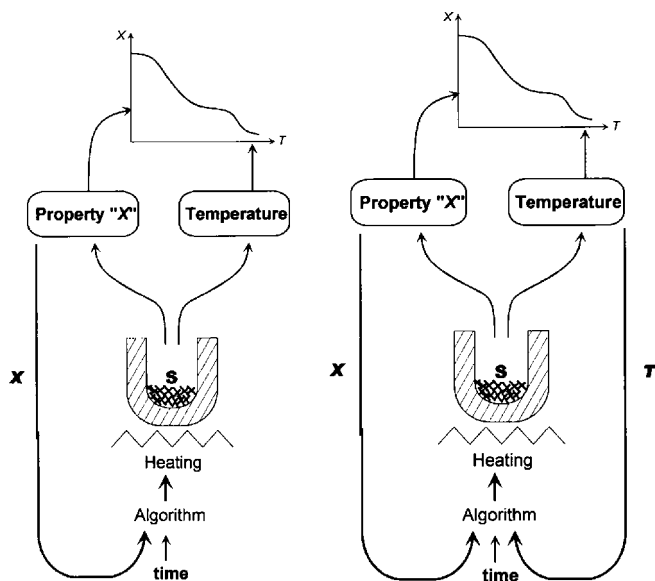 X
T
Property "X"
Temperature
S
X
Heating
Algorithm
time
X
T
Property "X"
Temperature
S
X
T
Heating
Algorithm
time